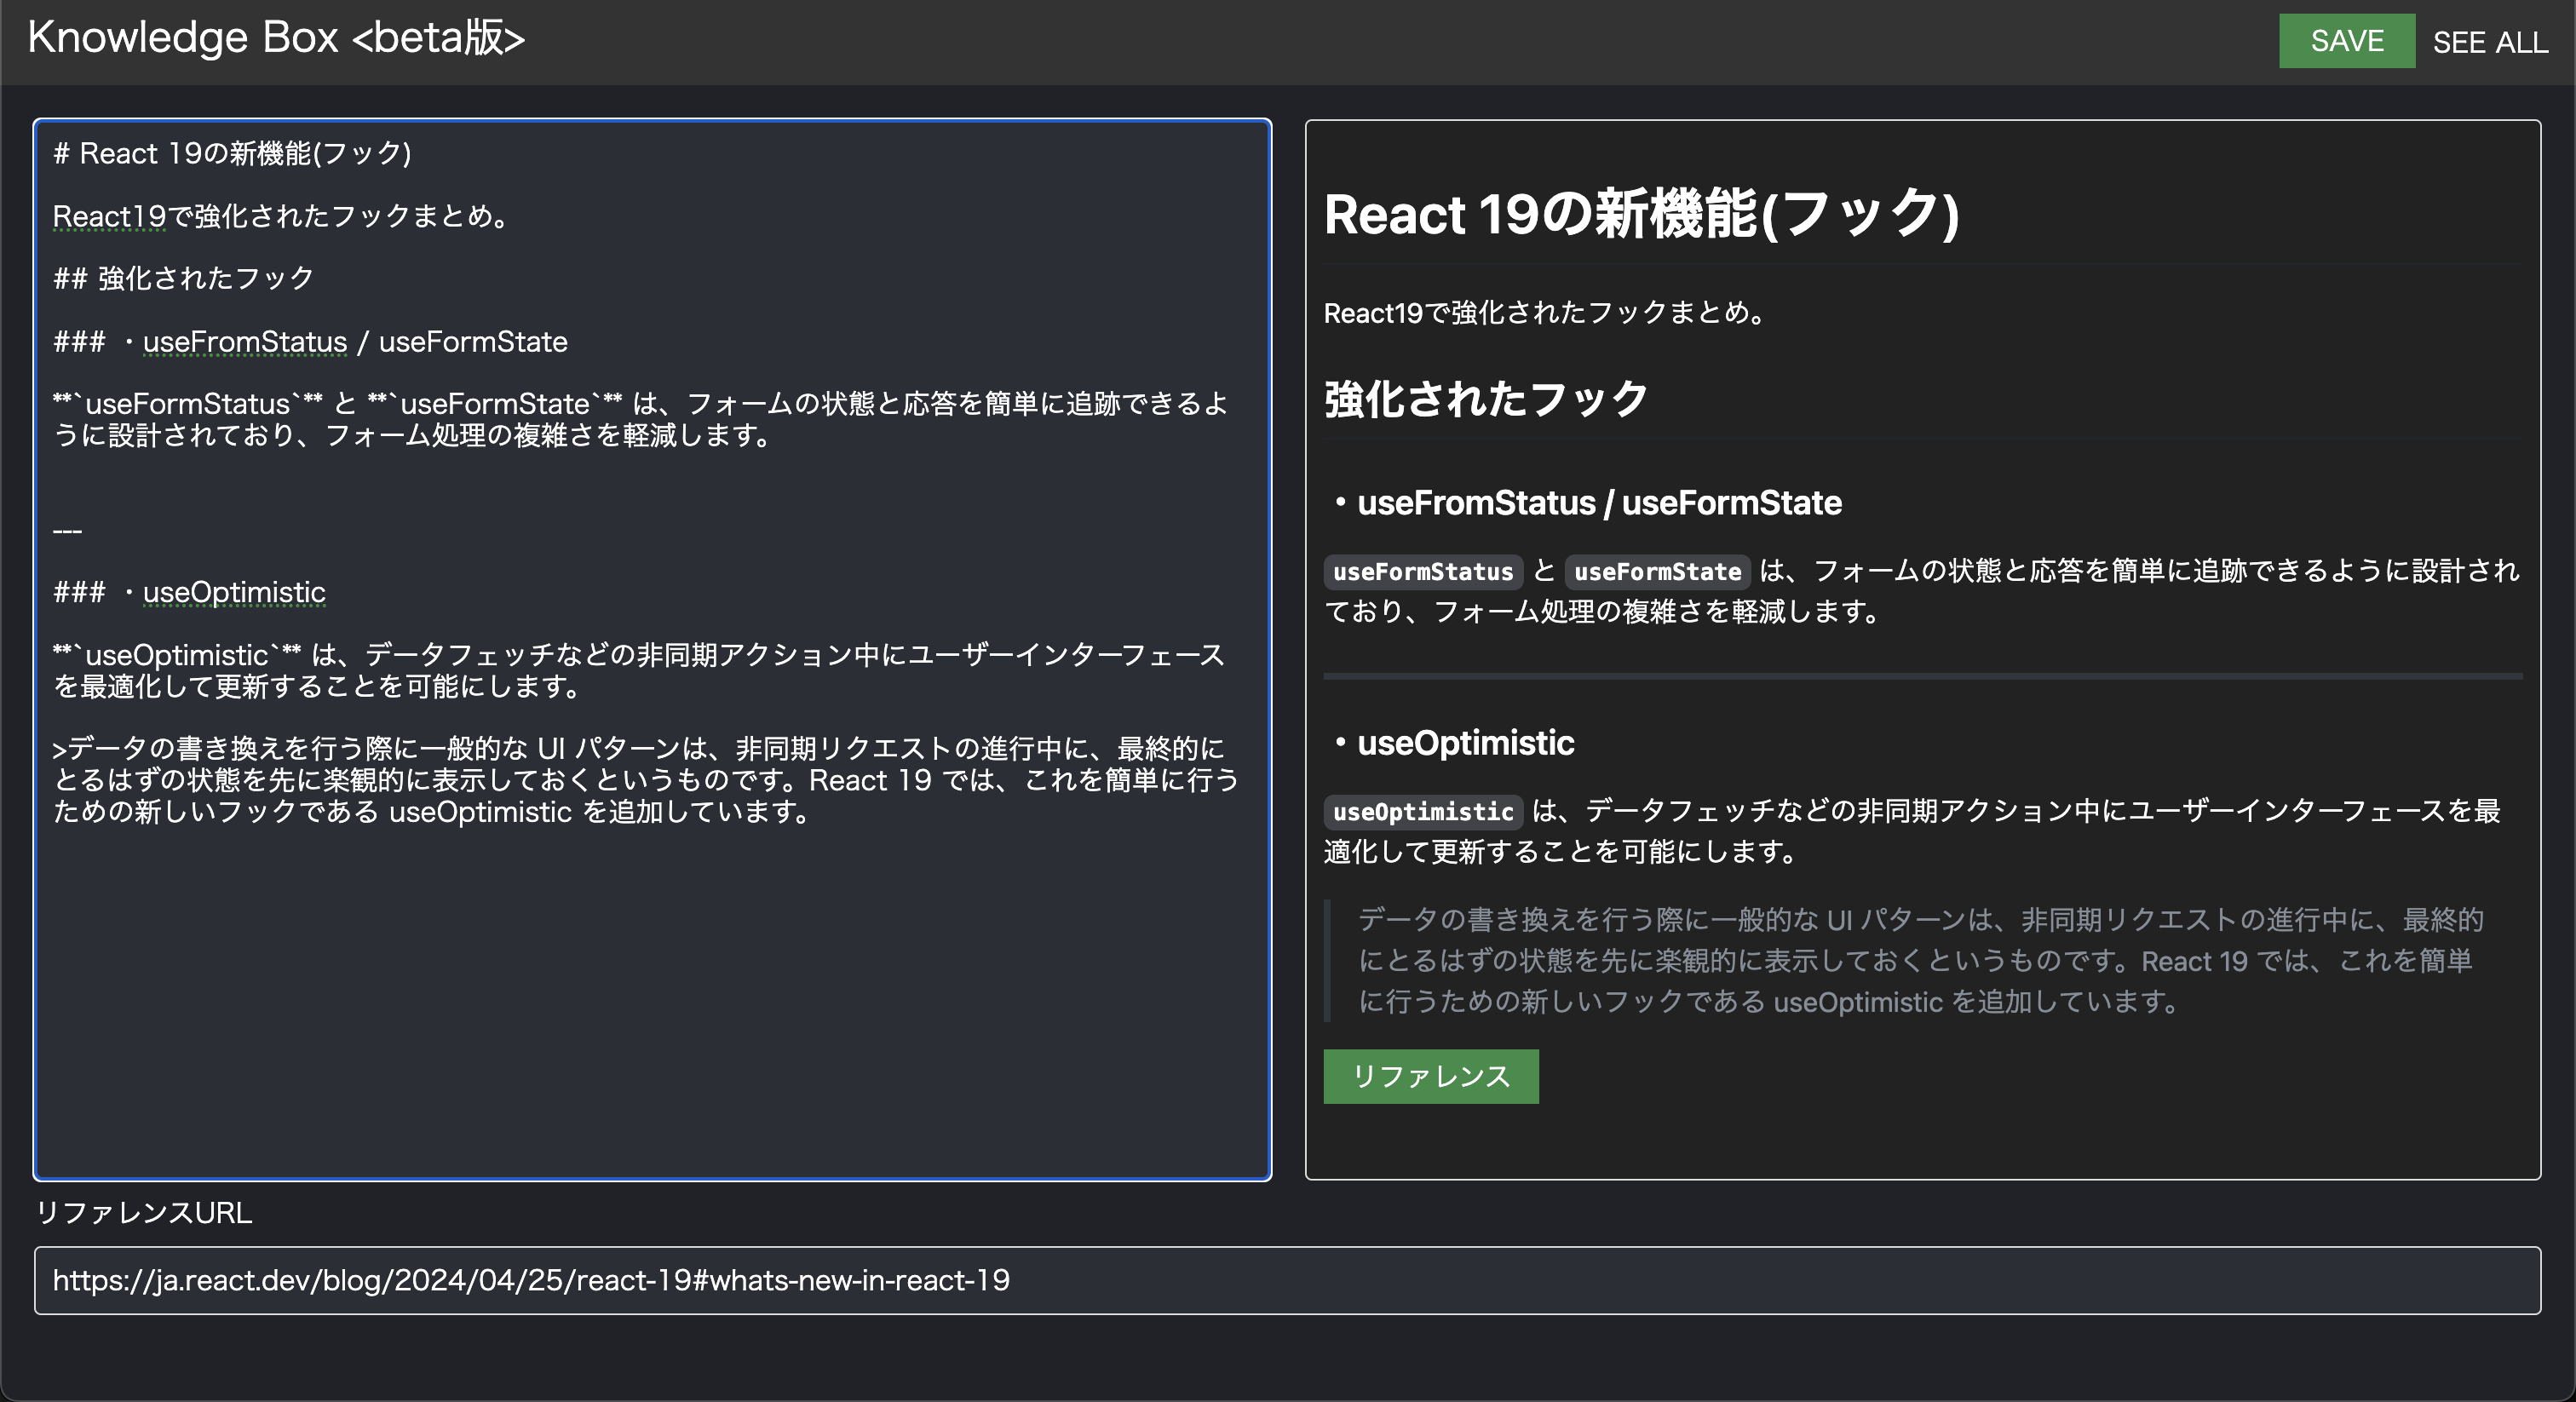 Knowledge Box <beta版>
SAVE
SEE ALL
# React 19の新機能(フック)
React19で強化されたフックまとめ。
## 強化されたフック
### ・useFromStatus / useFormState
**`useFormStatus`** と **`useFormState`** は、フォームの状態と応答を簡単に追跡できるよ
うに設計されており、フォーム処理の複雑さを軽減します。
---
### ・useOptimistic
**`useOptimistic`** は、データフェッチなどの非同期アクション中にユーザーインターフェース
を最適化して更新することを可能にします。
>データの書き換えを行う際に一般的な UI パターンは、非同期リクエストの進行中に、最終的に
とるはずの状態を先に楽観的に表示しておくというものです。React 19 では、これを簡単に行う
ための新しいフックである useOptimistic を追加しています。
React 19の新機能(フック)
React19で強化されたフックまとめ。
強化されたフック
・useFromStatus / useFormState
useFormStatus と useFormState は、フォームの状態と応答を簡単に追跡できるように設計され
ており、フォーム処理の複雑さを軽減します。
・useOptimistic
useOptimistic は、データフェッチなどの非同期アクション中にユーザーインターフェースを最
適化して更新することを可能にします。
データの書き換えを行う際に一般的な UI パターンは、非同期リクエストの進行中に、最終的
にとるはずの状態を先に楽観的に表示しておくというものです。React 19 では、これを簡単
に行うための新しいフックである useOptimistic を追加しています。
リファレンス
リファレンスURL
https://ja.react.dev/blog/2024/04/25/react-19#whats-new-in-react-19